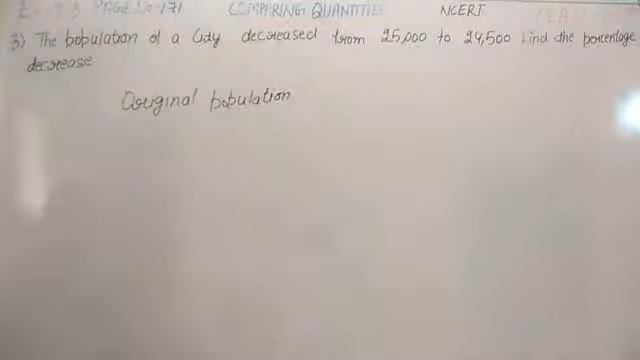 PAGE No 171 COMPARING QUANTITIES NCERT
3) The population of a City decreased from 25,000 to 24,500 Find the percentage
decrease
Original population